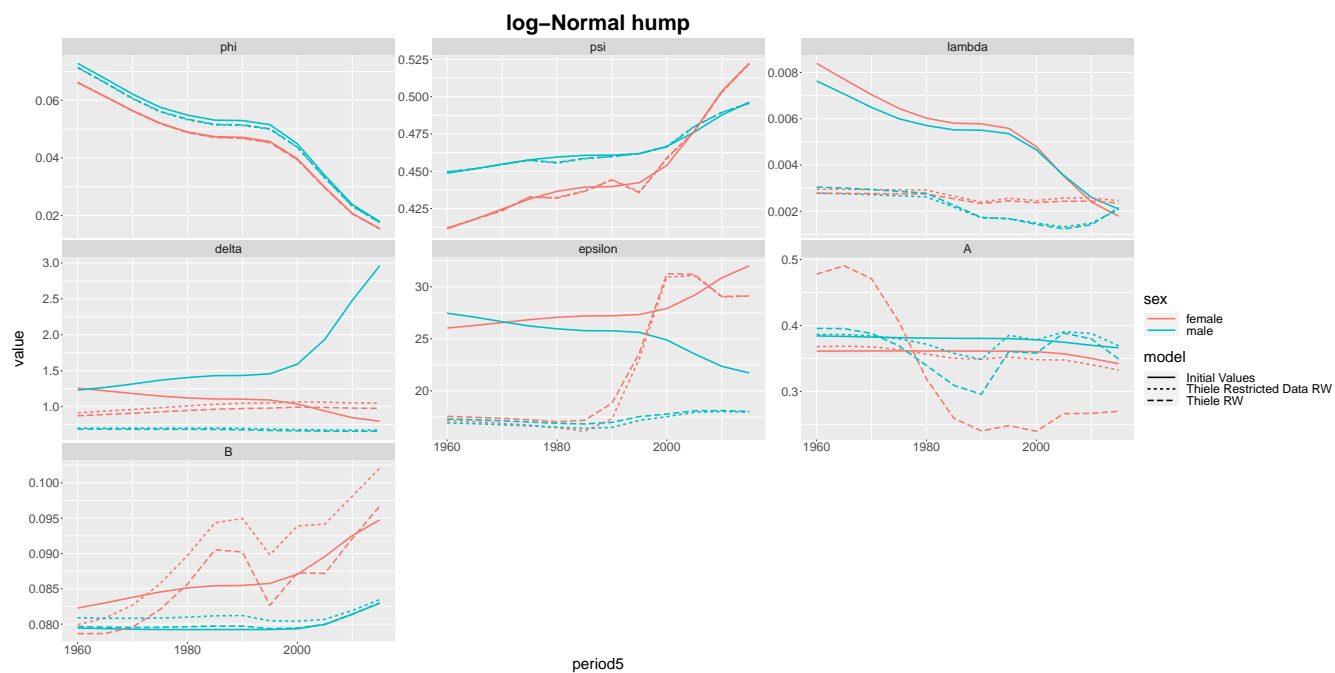 log−Normal hump
phi
psi
lambda
0.06
0.04
0.02
0.525
0.500
0.475
0.450
0.425
0.008
0.006
0.004
0.002
delta
epsilon
A
3.0
2.5
2.0
1.5
1.0
30
25
20
0.5
0.4
0.3
1960
1980
2000
1960
1980
2000
B
0.100
0.095
0.090
0.085
0.080
1960
1980
2000
value
period5
sex
female
male
model
Initial Values
Thiele Restricted Data RW
Thiele RW